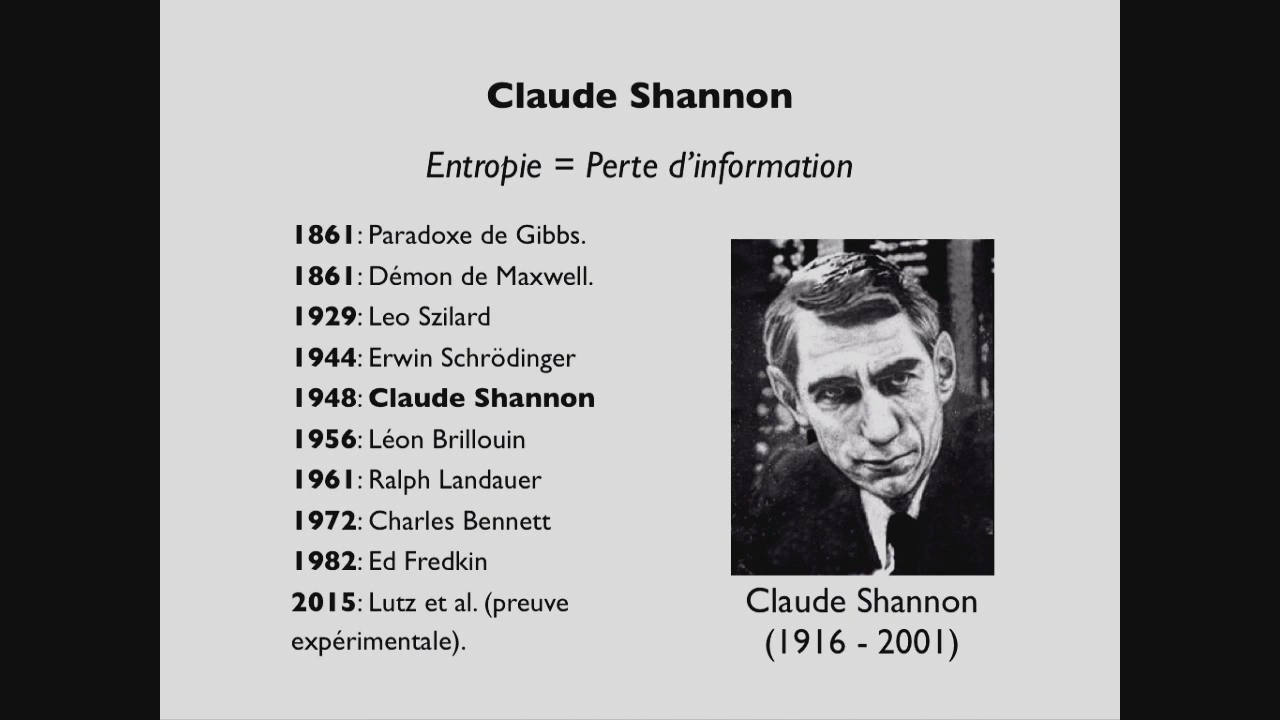 Claude Shannon
Entropie = Perte d’information
1861: Paradoxe de Gibbs.
1861: Démon de Maxwell.
1929: Leo Szilard
1944: Erwin Schrödinger
1948: Claude Shannon
1956: Léon Brillouin
1961: Ralph Landauer
1972: Charles Bennett
1982: Ed Fredkin
2015: Lutz et al. (preuve
expérimentale).
Claude Shannon
(1916 - 2001)